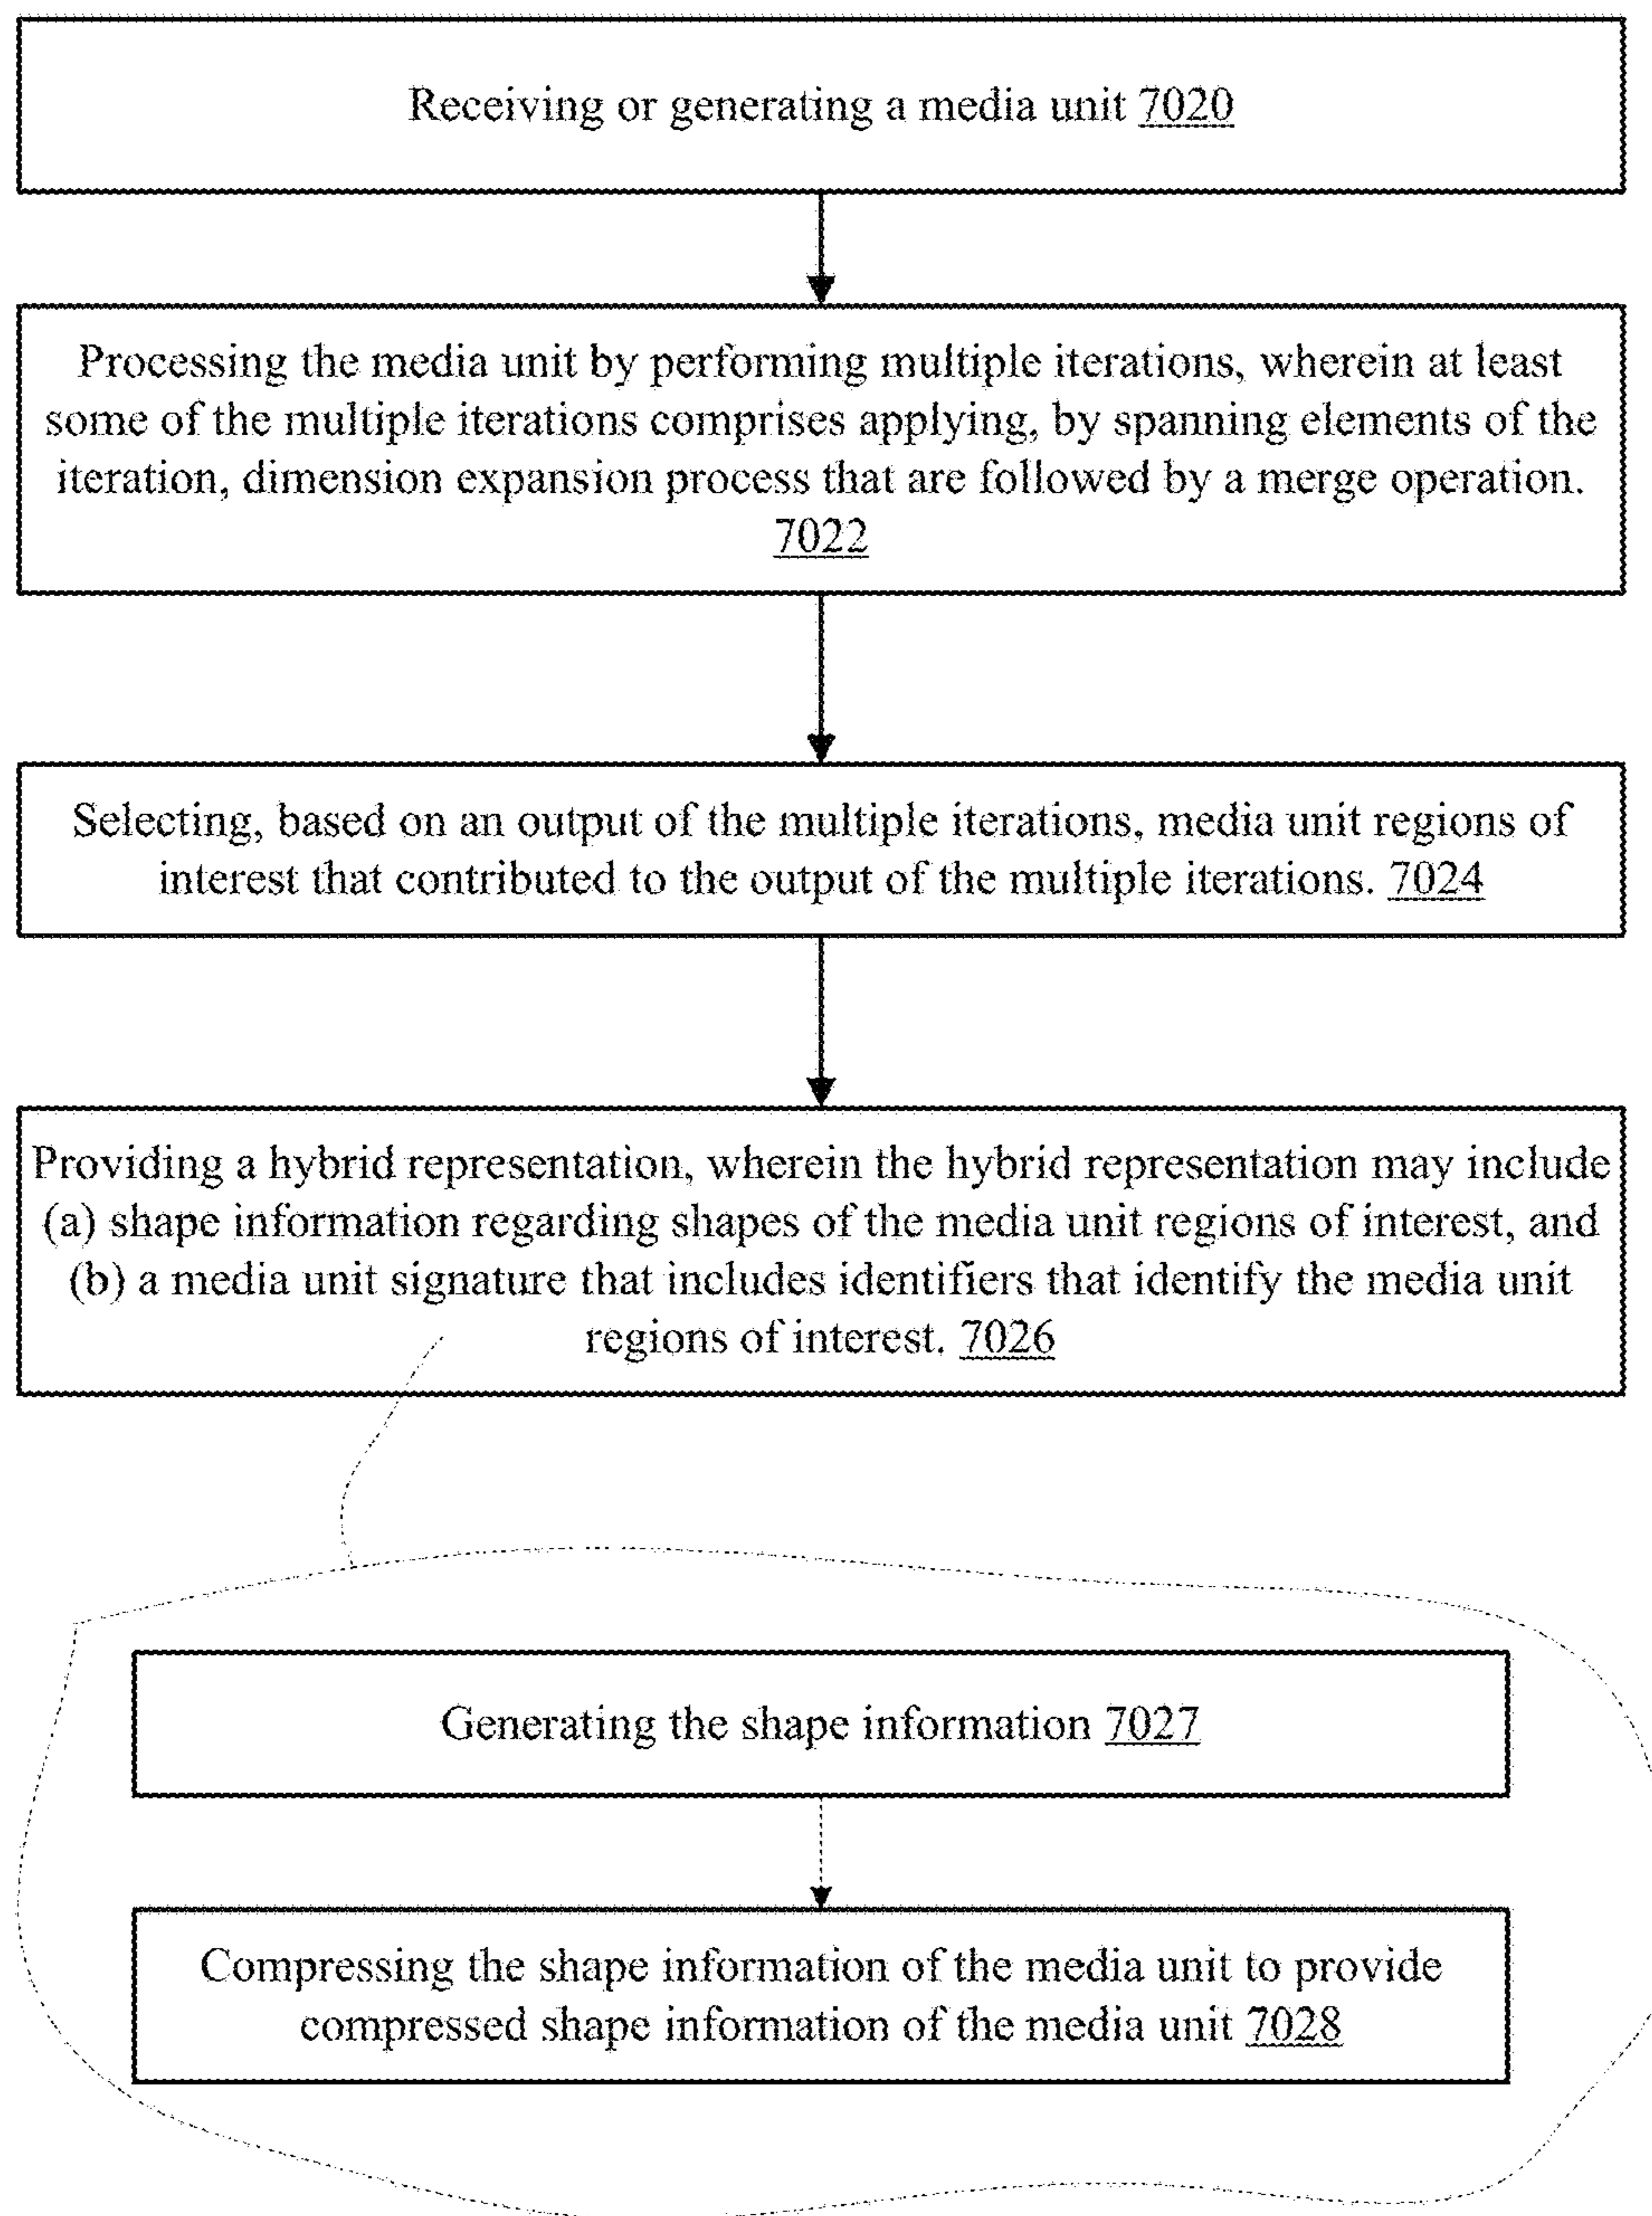 Receiving or generating a media unit 7020
Processing the media unit by performing multiple iterations, wherein at least
some of the multiple iterations comprises applying, by spanning elements of the
iteration, dimension expansion process that are followed by a merge operation.
7022
Selecting, based on an output of the multiple iterations, media unit regions of
interest that contributed to the output of the multiple iterations. 7024
Providing a hybrid representation, wherein the hybrid representation may include
(a) shape information regarding shapes of the media unit regions of interest, and
(b) a media unit signature that includes identifiers that identify the media unit
regions of interest. 7026
Generating the shape information 7027
Compressing the shape information of the media unit to provide
compressed shape information of the media unit 7028